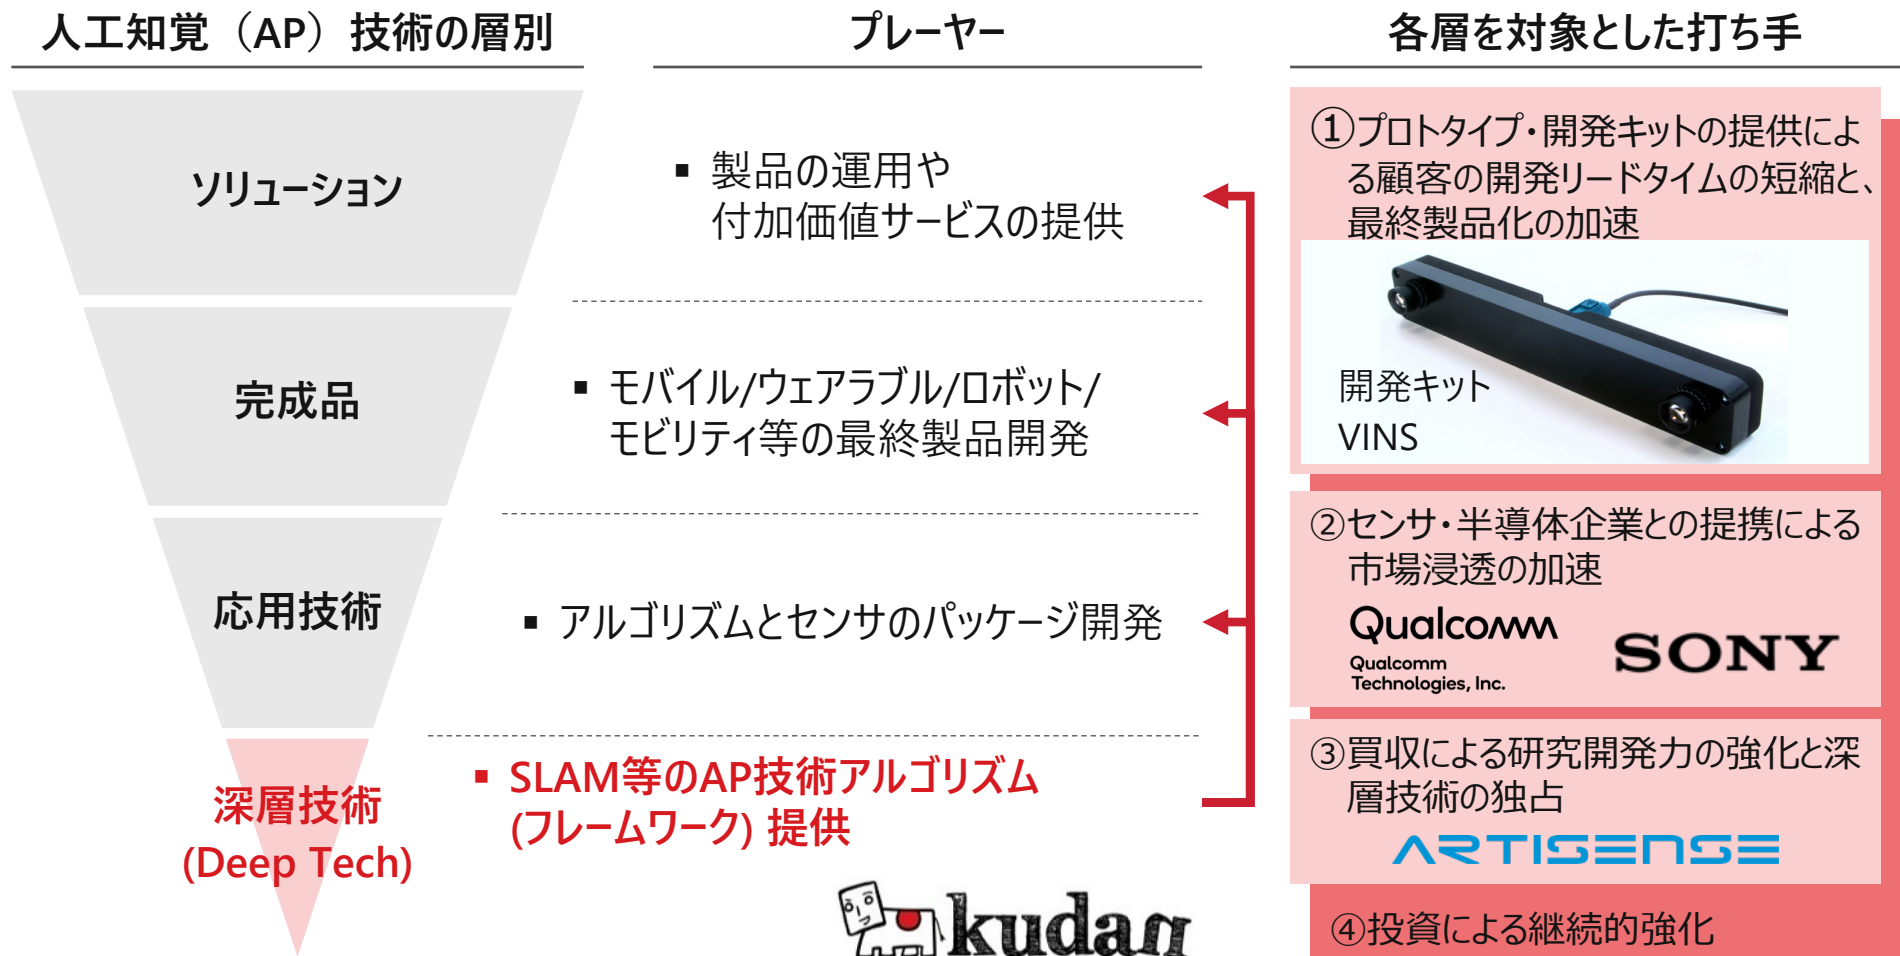 人工知覚（AP）技術の層別
プレーヤー
各層を対象とした打ち手
ソリューション
▪ 製品の運用や
付加価値サービスの提供
①プロトタイプ・開発キットの提供によ
る顧客の開発リードタイムの短縮と、
最終製品化の加速
開発キット
VINS
完成品
▪ モバイル/ウェアラブル/ロボット/
モビリティ等の最終製品開発
応用技術
▪ アルゴリズムとセンサのパッケージ開発
②センサ・半導体企業との提携による
市場浸透の加速
Qualcomm
Qualcomm
Technologies, Inc.
SONY
深層技術
(Deep Tech)
▪ SLAM等のAP技術アルゴリズム
(フレームワーク) 提供
kudan
③買収による研究開発力の強化と深
層技術の独占
ARTISENSE
④投資による継続的強化